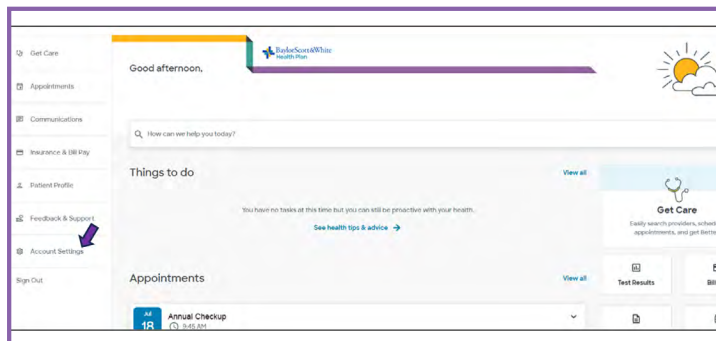 Get Care
Appointments
Communications
Insurance & Bill Pay
Patient Profile
Feedback & Support
Account Settings
Sign Out
Good afternoon,
BaylorScott&White
Health Plan
How can we help you today?
Things to do
View all
You have no tasks at this time but you can still be proactive with your health.
See health tips & advice
Appointments
View all
Jul
18
Annual Checkup
9:45 AM
Get Care
Easily search providers, sched
appointments, and get Bette
Test Results
Bill